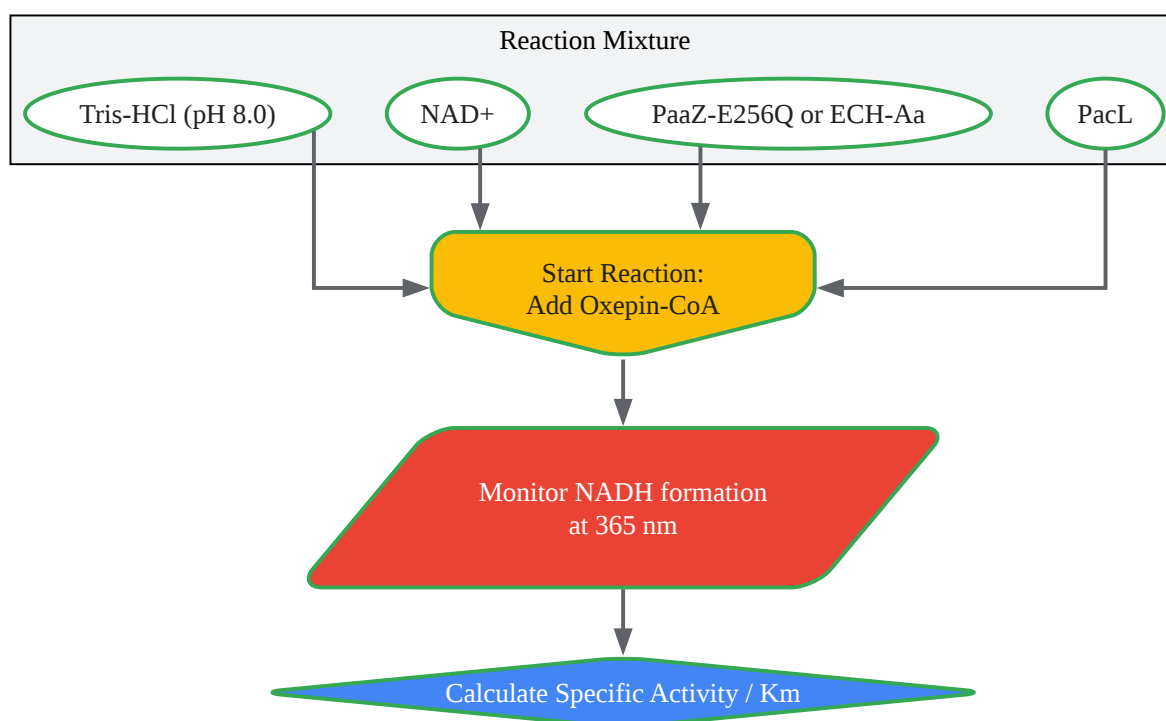 Reaction Mixture
Tris-HCl (pH 8.0)
NAD+
PaaZ-E256Q or ECH-Aa
PacL
Start Reaction:
Add Oxepin-CoA
Monitor NADH formation
at 365 nm
Calculate Specific Activity / Km